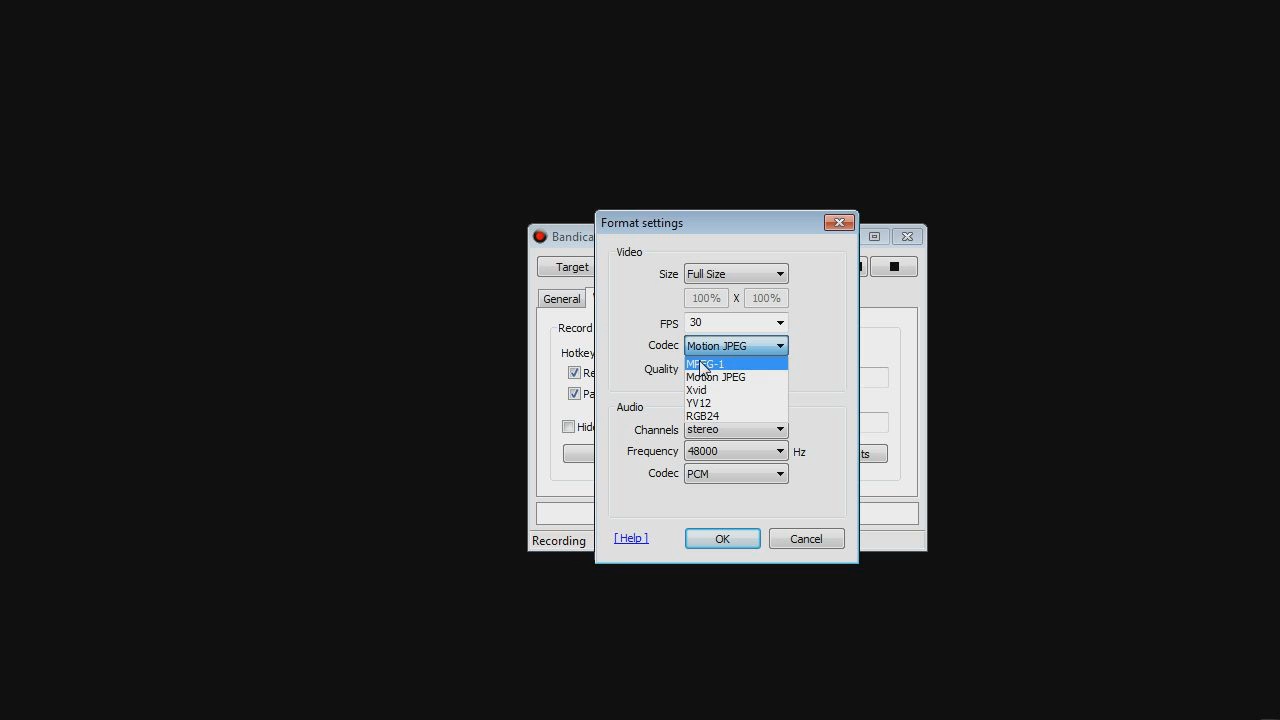 Format settings
Bandica
Target
General
Video
Size Full Size
100% X 100%
FPS 30
Record
Codec Motion JPEG
Hotkey
MPEG-1
Quality
Re
Motion JPEG
Pa
Xvid
YV12
Audio
RGB24
Hide
Channels stereo
Frequency 48000 Hz
ts
Codec PCM
[ Help ] OK Cancel
Recording